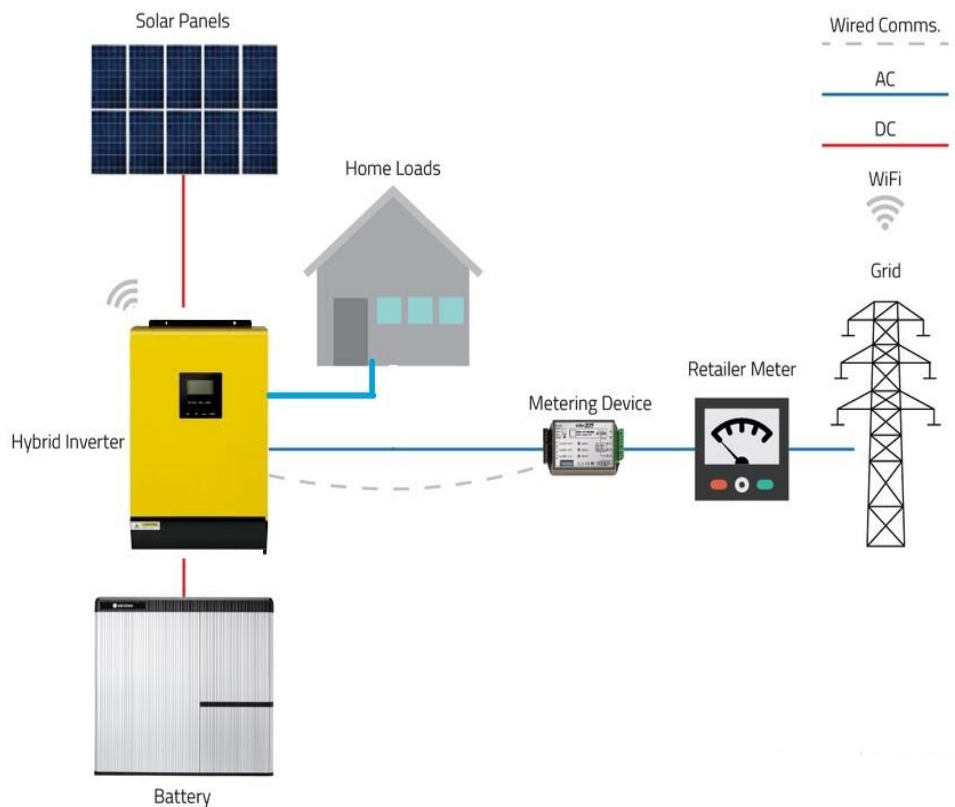 Solar Panels
Wired Comms.
AC
DC
WiFi
Home Loads
Grid
Retailer Meter
Metering Device
Hybrid Inverter
Battery